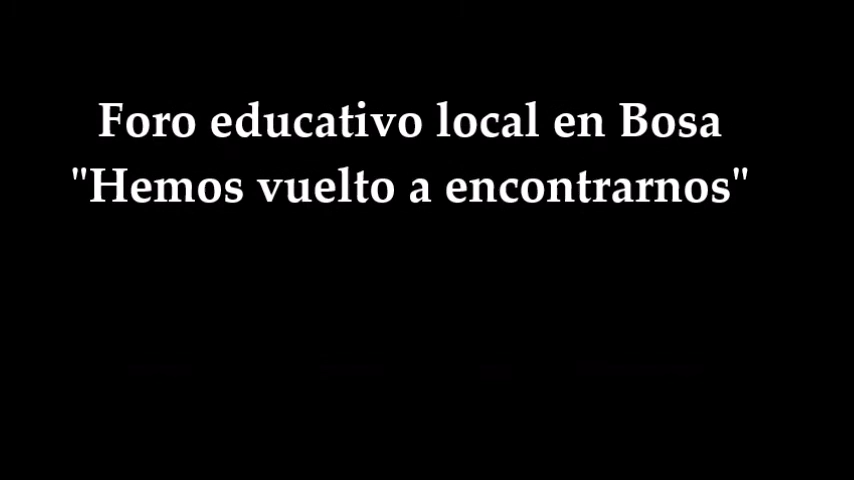 Foro educativo local en Bosa
"Hemos vuelto a encontrarnos"